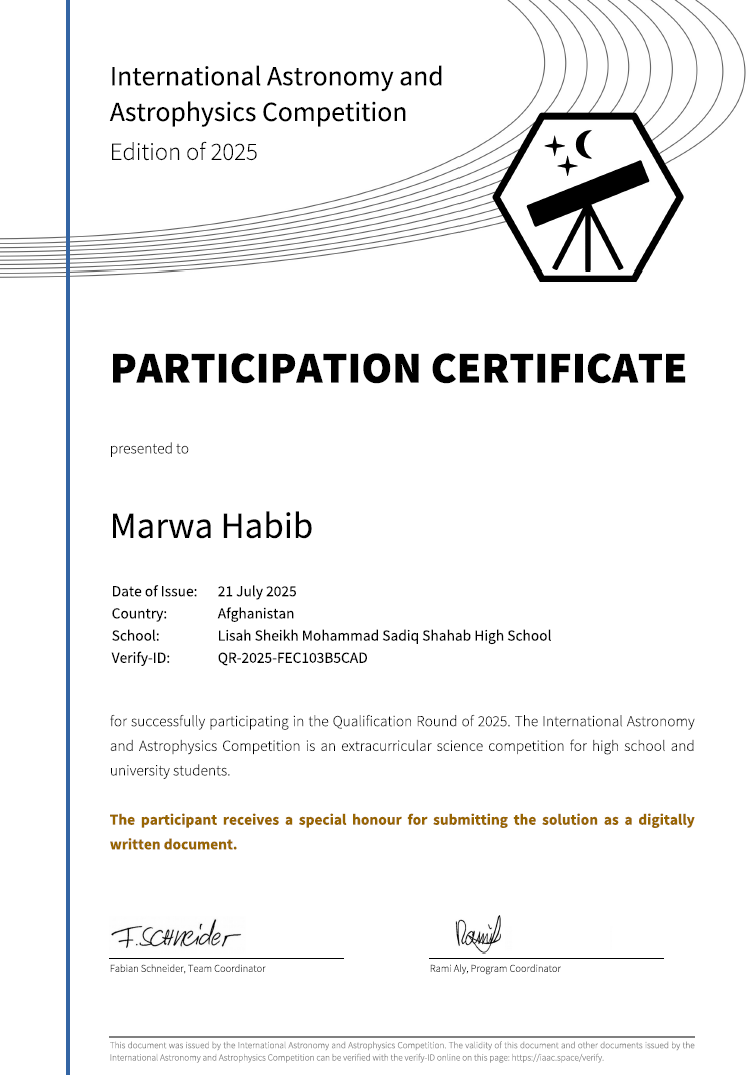 International Astronomy and
Astrophysics Competition
Edition of 2025
PARTICIPATION CERTIFICATE
presented to
Marwa Habib
Date of Issue: 21 July 2025
Country: Afghanistan
School: Lisah Sheikh Mohammad Sadiq Shahab High School
Verify-ID: QR-2025-FEC103B5CAD
for successfully participating in the Qualification Round of 2025. The International Astronomy
and Astrophysics Competition is an extracurricular science competition for high school and
university students.
The participant receives a special honour for submitting the solution as a digitally
written document.
F. Schneider
Fabian Schneider, Team Coordinator
Rami Aly, Program Coordinator
This document was issued by the International Astronomy and Astrophysics Competition. The validity of this document and other documents issued by the
International Astronomy and Astrophysics Competition can be verified with the verify-ID online on this page: https://iaac.space/verify.